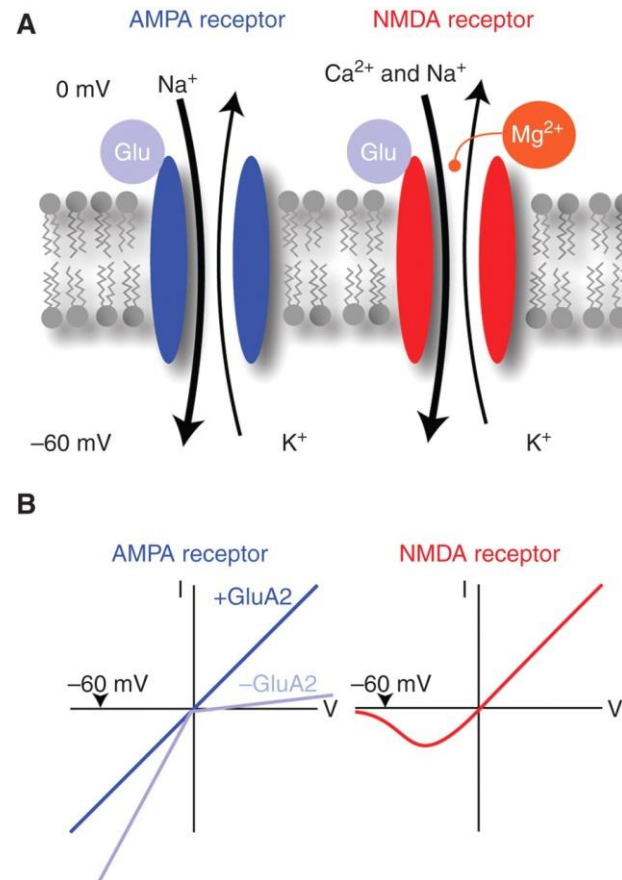 A
AMPA receptor
NMDA receptor
0 mV
Na⁺
Ca²⁺ and Na⁺
Glu
Glu
Mg²⁺
–60 mV
K⁺
K⁺
B
AMPA receptor
NMDA receptor
I
+GluA2
I
–60 mV
–GluA2
V
–60 mV
V